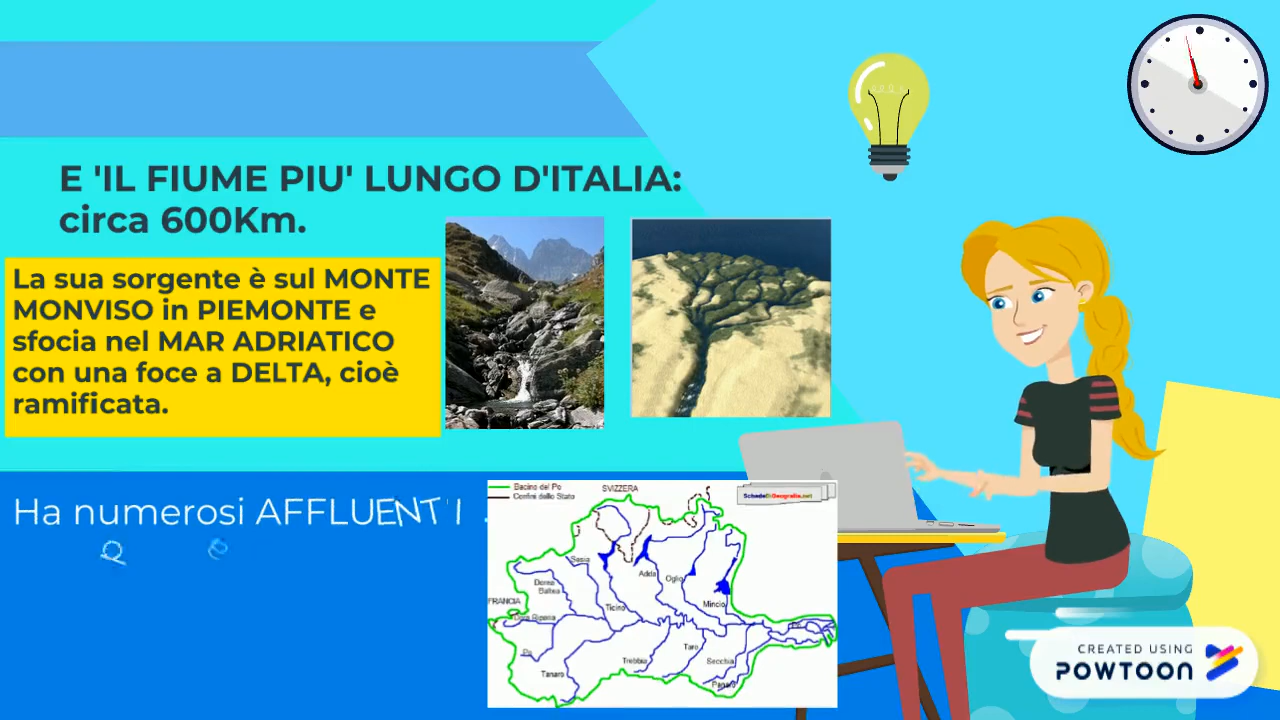 E 'IL FIUME PIU' LUNGO D'ITALIA:
circa 600Km.
La sua sorgente è sul MONTE
MONVISO in PIEMONTE e
sfocia nel MAR ADRIATICO
con una foce a DELTA, cioè
ramificata.
Ha numerosi AFFLUENTI
Bacino del Po
Confini dello Stato
SVIZZERA
SchedeDiGeografia.net
Sesia
Adda
Oglio
Dorea
Baltea
FRANCIA
Ticino
Mincio
Dora Riparia
Po
Taro
Trebbia
Secchia
Tanaro
Panaro
CREATED USING
POWTOON